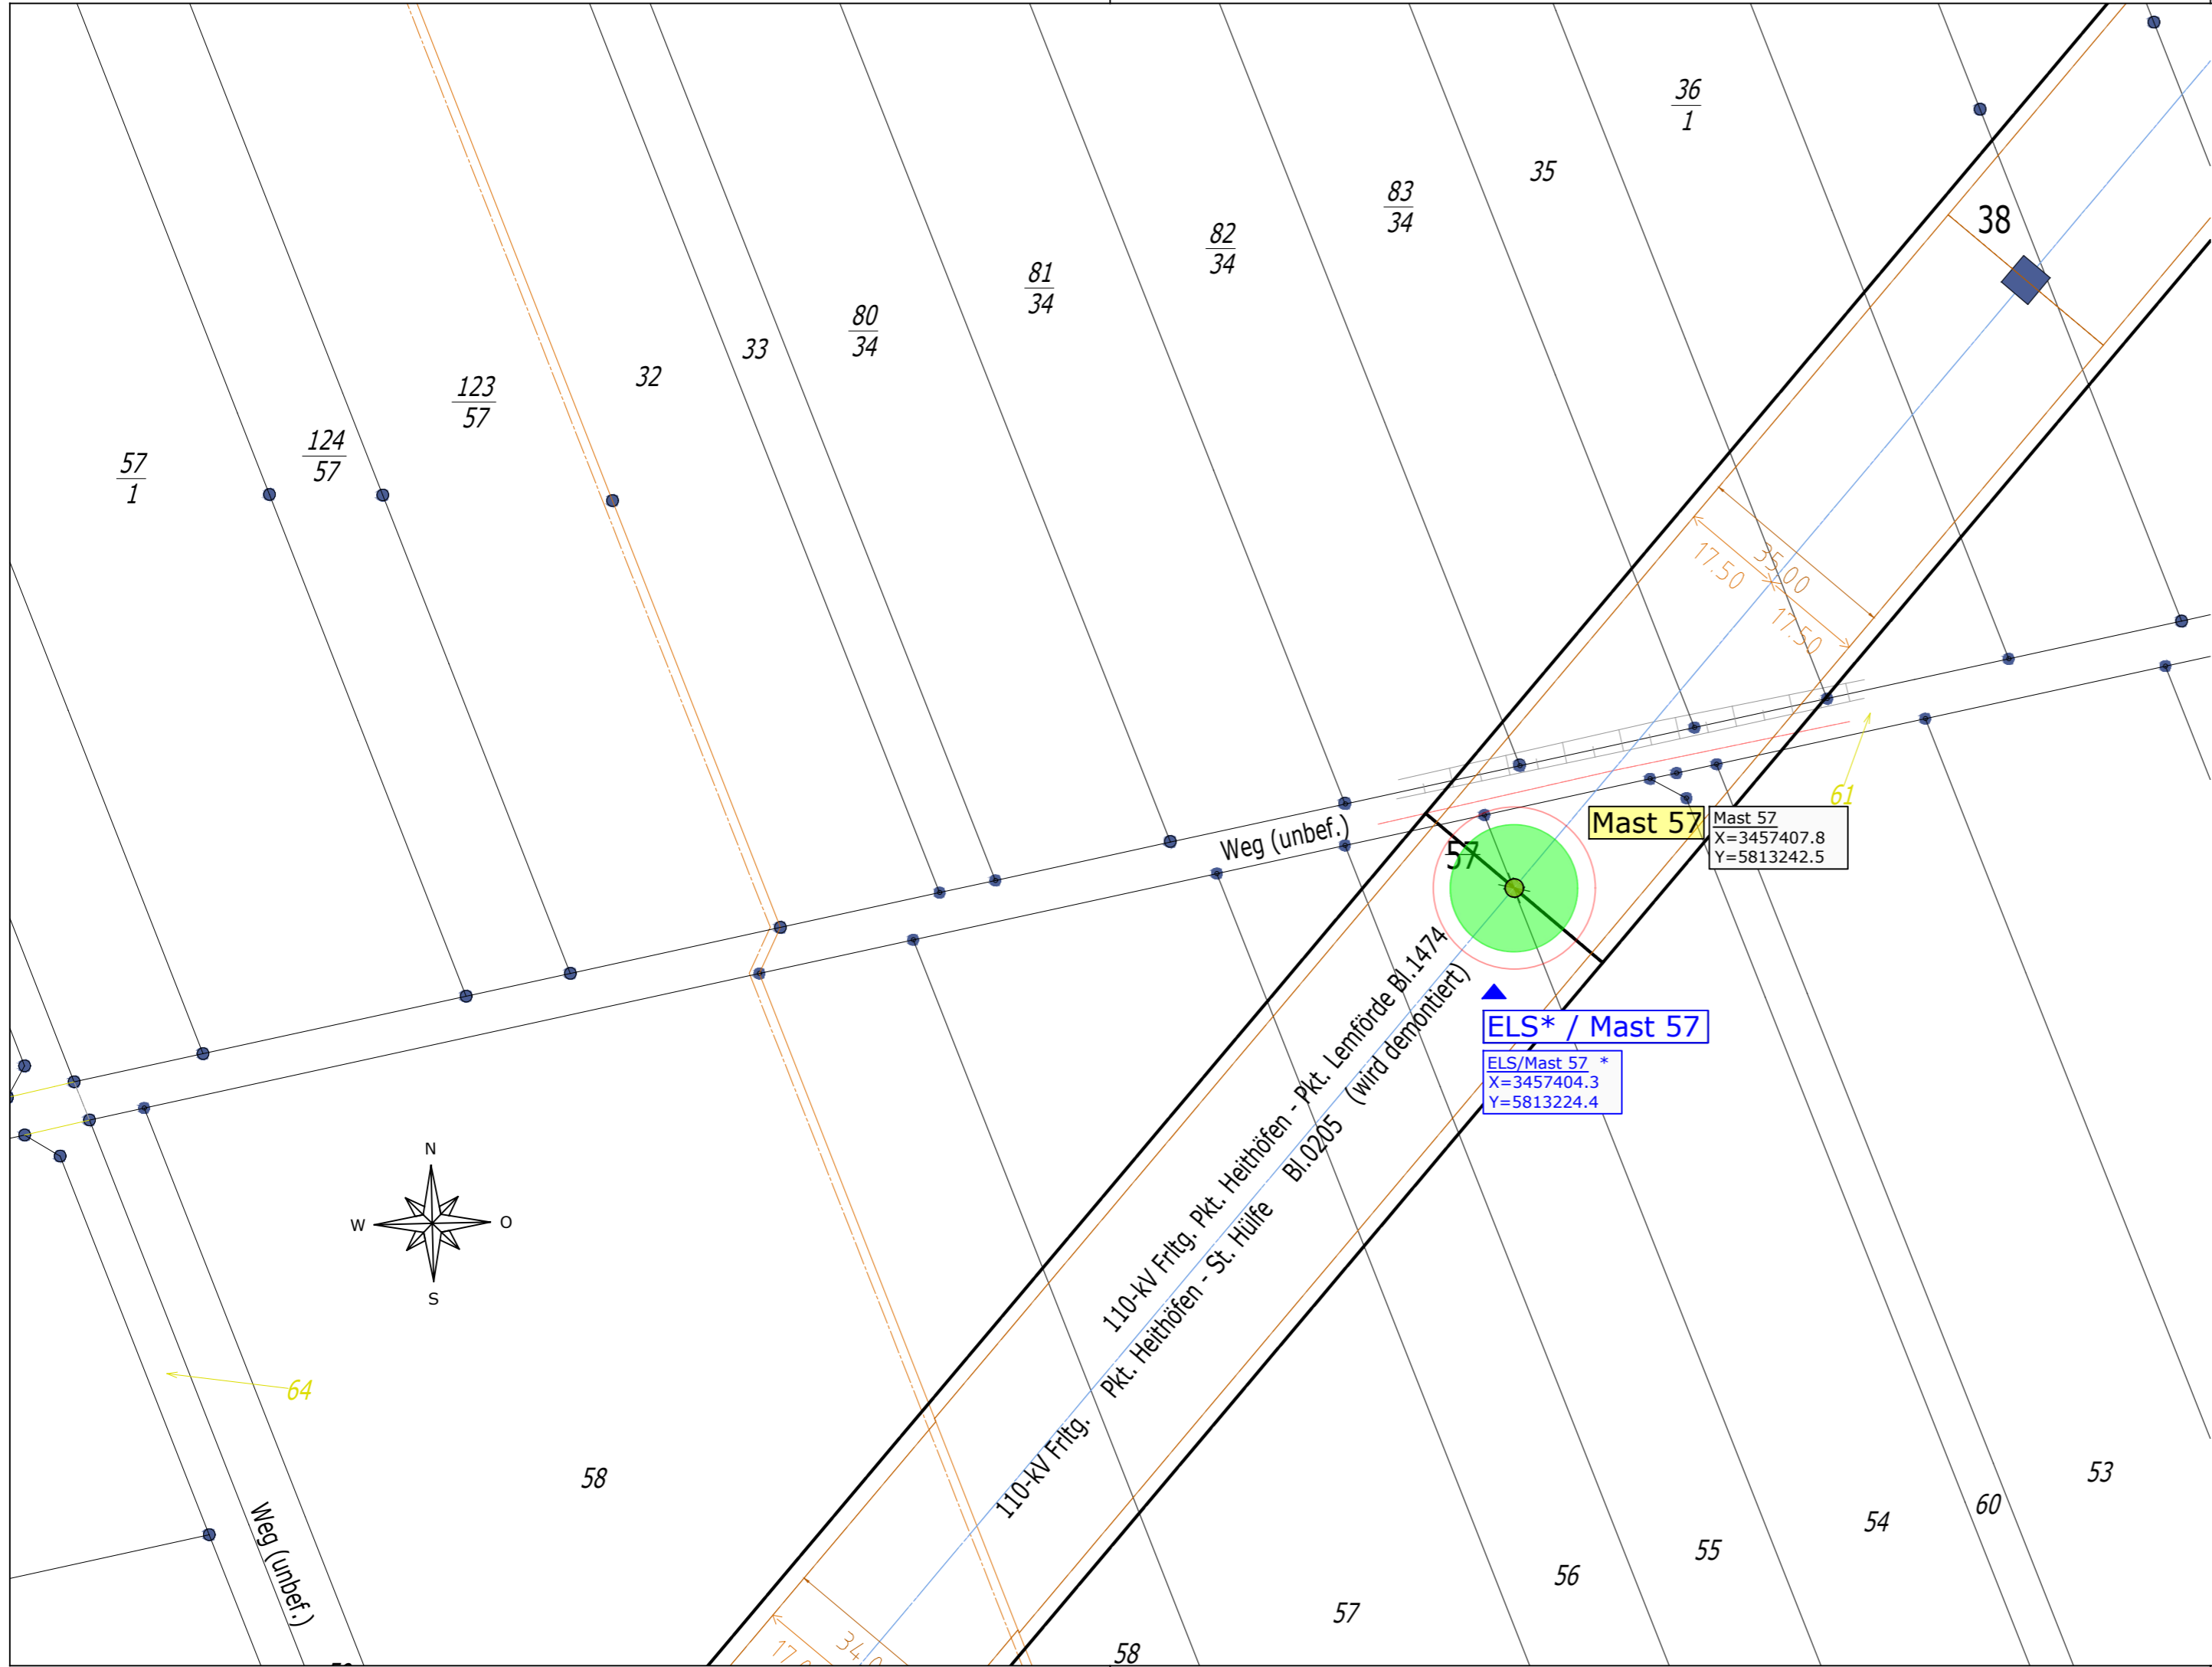 36
1
83
34
35
38
82
34
81
34
80
34
33
32
123
57
124
57
57
1
35.00
17.50
17.50
61
Mast 57
Mast 57
X=3457407.8
Y=5813242.5
Weg (unbef.)
57
110-kV Frltg. Pkt. Heithöfen - Pkt. Lemförde Bl.1474
110-kV Frltg. Pkt. Heithöfen - St. Hülfe Bl.0205 (wird demontiert)
ELS* / Mast 57
ELS/Mast 57 *
X=3457404.3
Y=5813224.4
N
W
O
S
64
58
Weg (unbef.)
53
60
54
55
56
57
58